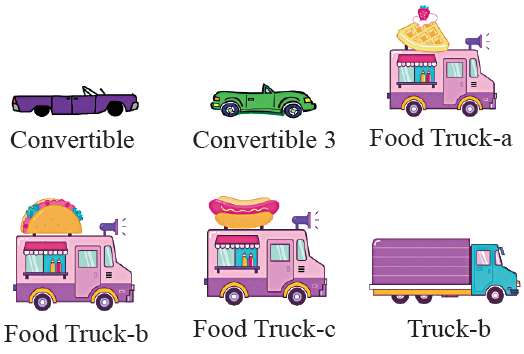 Convertible
Convertible 3
Food Truck-a
Food Truck-b
Food Truck-c
Truck-b